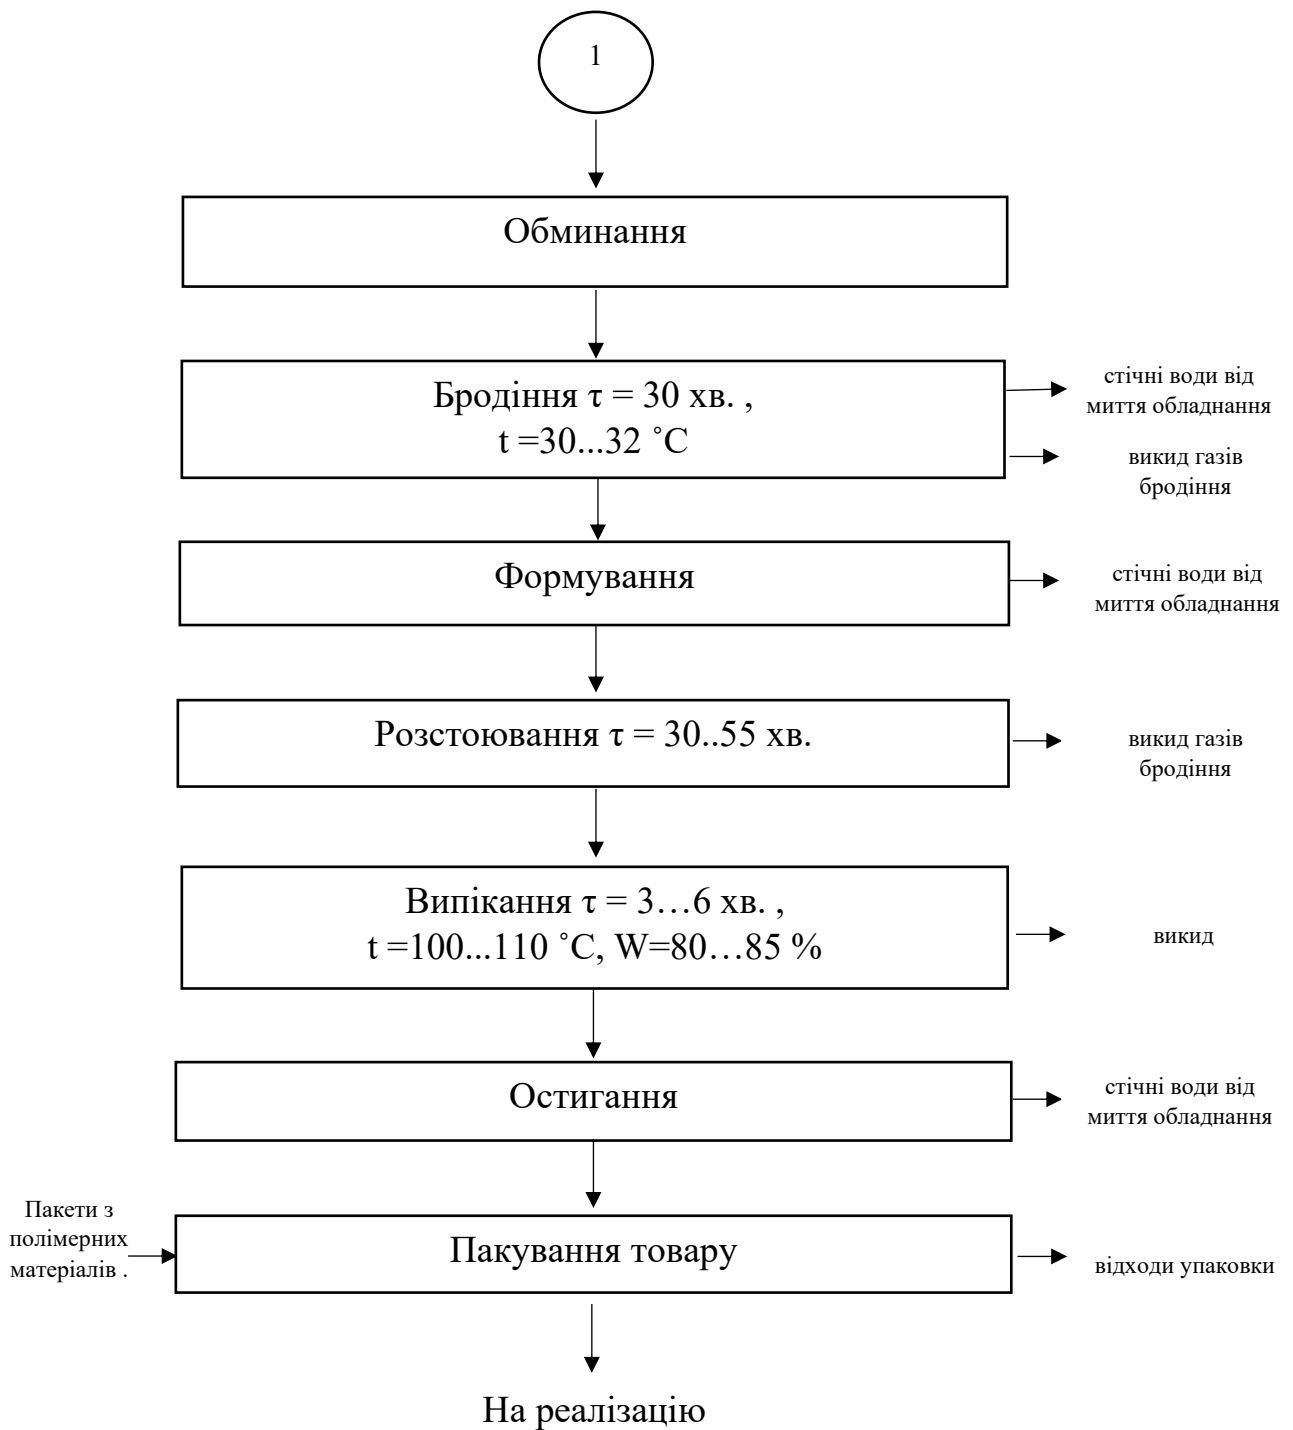 1
Обминання
Бродіння τ = 30 хв. ,
t =30...32 ˚C
стічні води від
миття обладнання
викид газів
бродіння
Формування
стічні води від
миття обладнання
Розстоювання τ = 30..55 хв.
викид газів
бродіння
Випікання τ = 3…6 хв. ,
t =100...110 ˚C, W=80…85 %
викид
Остигання
стічні води від
миття обладнання
Пакети з
полімерних
матеріалів .
Пакування товару
відходи упаковки
На реалізацію